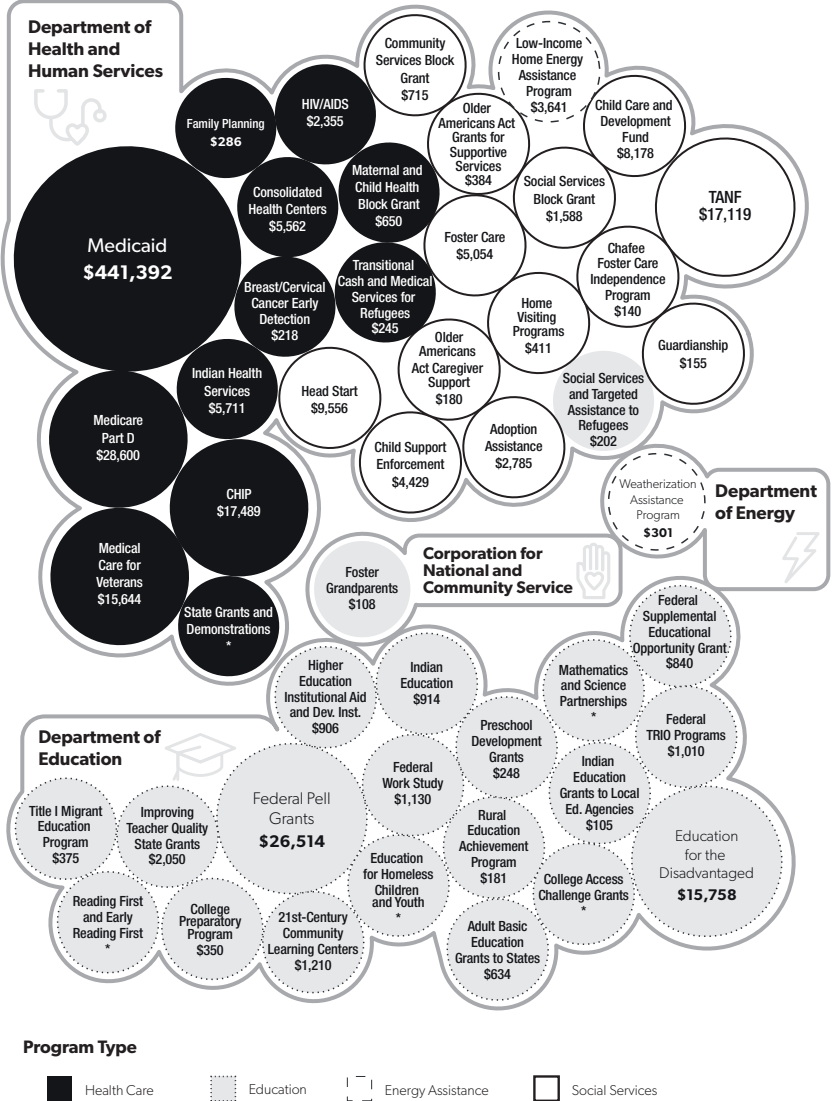 Department of
Health and
Human Services
Community
Services Block
Grant
$715
Low-Income
Home Energy
Assistance
Program
$3,641
Family Planning
$286
HIV/AIDS
$2,355
Older
Americans Act
Grants for
Supportive
Services
$384
Child Care and
Development
Fund
$8,178
Medicaid
$441,392
Consolidated
Health Centers
$5,562
Maternal and
Child Health
Block Grant
$650
Social Services
Block Grant
$1,588
TANF
$17,119
Foster Care
$5,054
Breast/Cervical
Cancer Early
Detection
$218
Transitional
Cash and Medical
Services for
Refugees
$245
Chafee
Foster Care
Independence
Program
$140
Home
Visiting
Programs
$411
Guardianship
$155
Indian Health
Services
$5,711
Head Start
$9,556
Older
Americans
Act Caregiver
Support
$180
Social Services
and Targeted
Assistance to
Refugees
$202
Medicare
Part D
$28,600
Child Support
Enforcement
$4,429
Adoption
Assistance
$2,785
CHIP
$17,489
Weatherization
Assistance
Program
$301
Department
of Energy
Medical
Care for
Veterans
$15,644
State Grants and
Demonstrations
*
Foster
Grandparents
$108
Corporation for
National and
Community Service
Federal
Supplemental
Educational
Opportunity Grant
$840
Higher
Education
Institutional Aid
and Dev. Inst.
$906
Indian
Education
$914
Mathematics
and Science
Partnerships
*
Department of
Education
Preschool
Development
Grants
$248
Federal
TRIO Programs
$1,010
Federal Pell
Grants
$26,514
Federal
Work Study
$1,130
Indian
Education
Grants to Local
Ed. Agencies
$105
Title I Migrant
Education
Program
$375
Improving
Teacher Quality
State Grants
$2,050
Rural
Education
Achievement
Program
$181
Education
for the
Disadvantaged
$15,758
Education
for Homeless
Children
and Youth
*
College Access
Challenge Grants
*
Reading First
and Early
Reading First
*
College
Preparatory
Program
$350
21st-Century
Community
Learning Centers
$1,210
Adult Basic
Education
Grants to States
$634
Program Type
Health Care
Education
Energy Assistance
Social Services